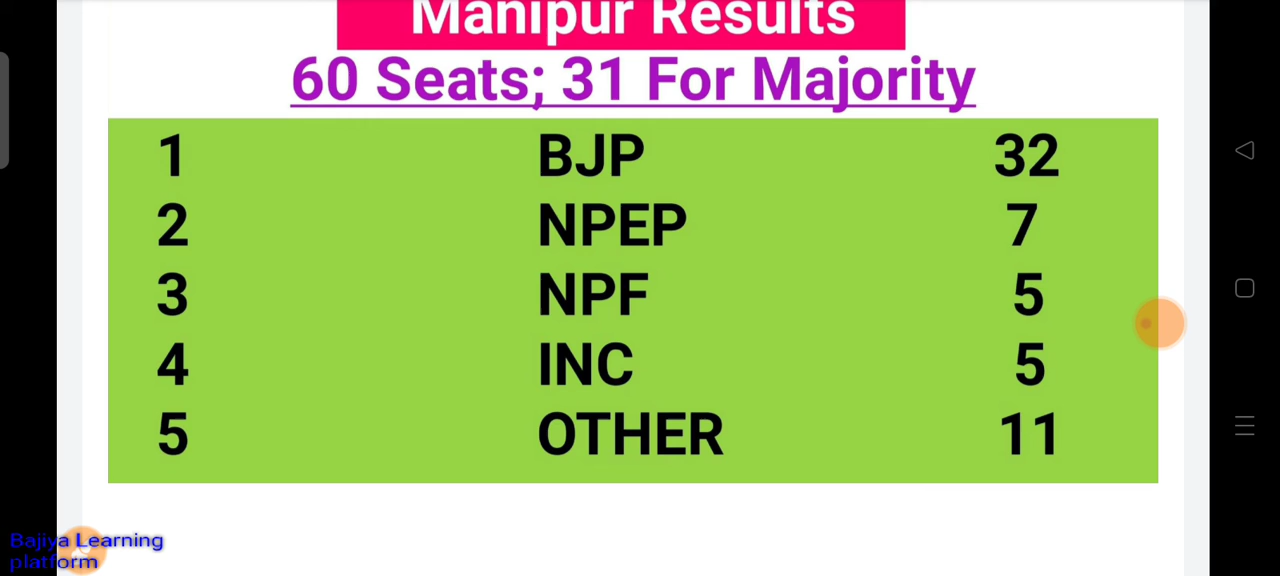 Manipur Results
60 Seats; 31 For Majority
1 BJP 32
2 NPEP 7
3 NPF 5
4 INC 5
5 OTHER 11
Bajiya Learning
platform